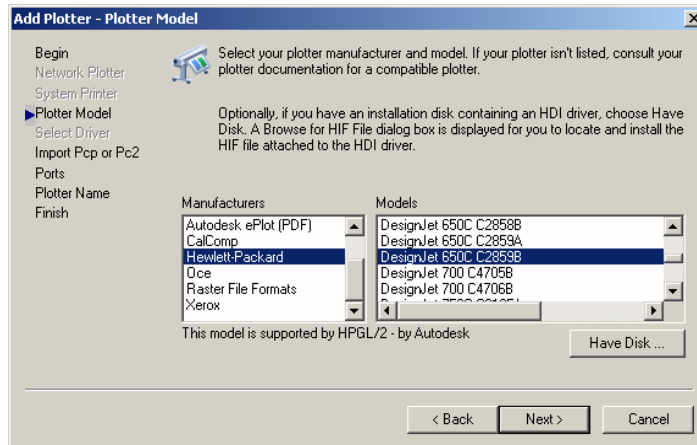 Add Plotter - Plotter Model
Begin
Network Plotter
System Printer
Plotter Model
Select Driver
Import Pcp or Pc2
Ports
Plotter Name
Finish
Select your plotter manufacturer and model. If your plotter isn't listed, consult your
plotter documentation for a compatible plotter.
Optionally, if you have an installation disk containing an HDI driver, choose Have
Disk. A Browse for HIF File dialog box is displayed for you to locate and install the
HIF file attached to the HDI driver.
Manufacturers
Autodesk ePlot (PDF)
CalComp
Hewlett-Packard
Oce
Raster File Formats
Xerox
Models
DesignJet 650C C2858B
DesignJet 650C C2859A
DesignJet 650C C2859B
DesignJet 700 C4705B
DesignJet 700 C4706B
This model is supported by HPGL/2 - by Autodesk
Have Disk ...
< Back
Next >
Cancel